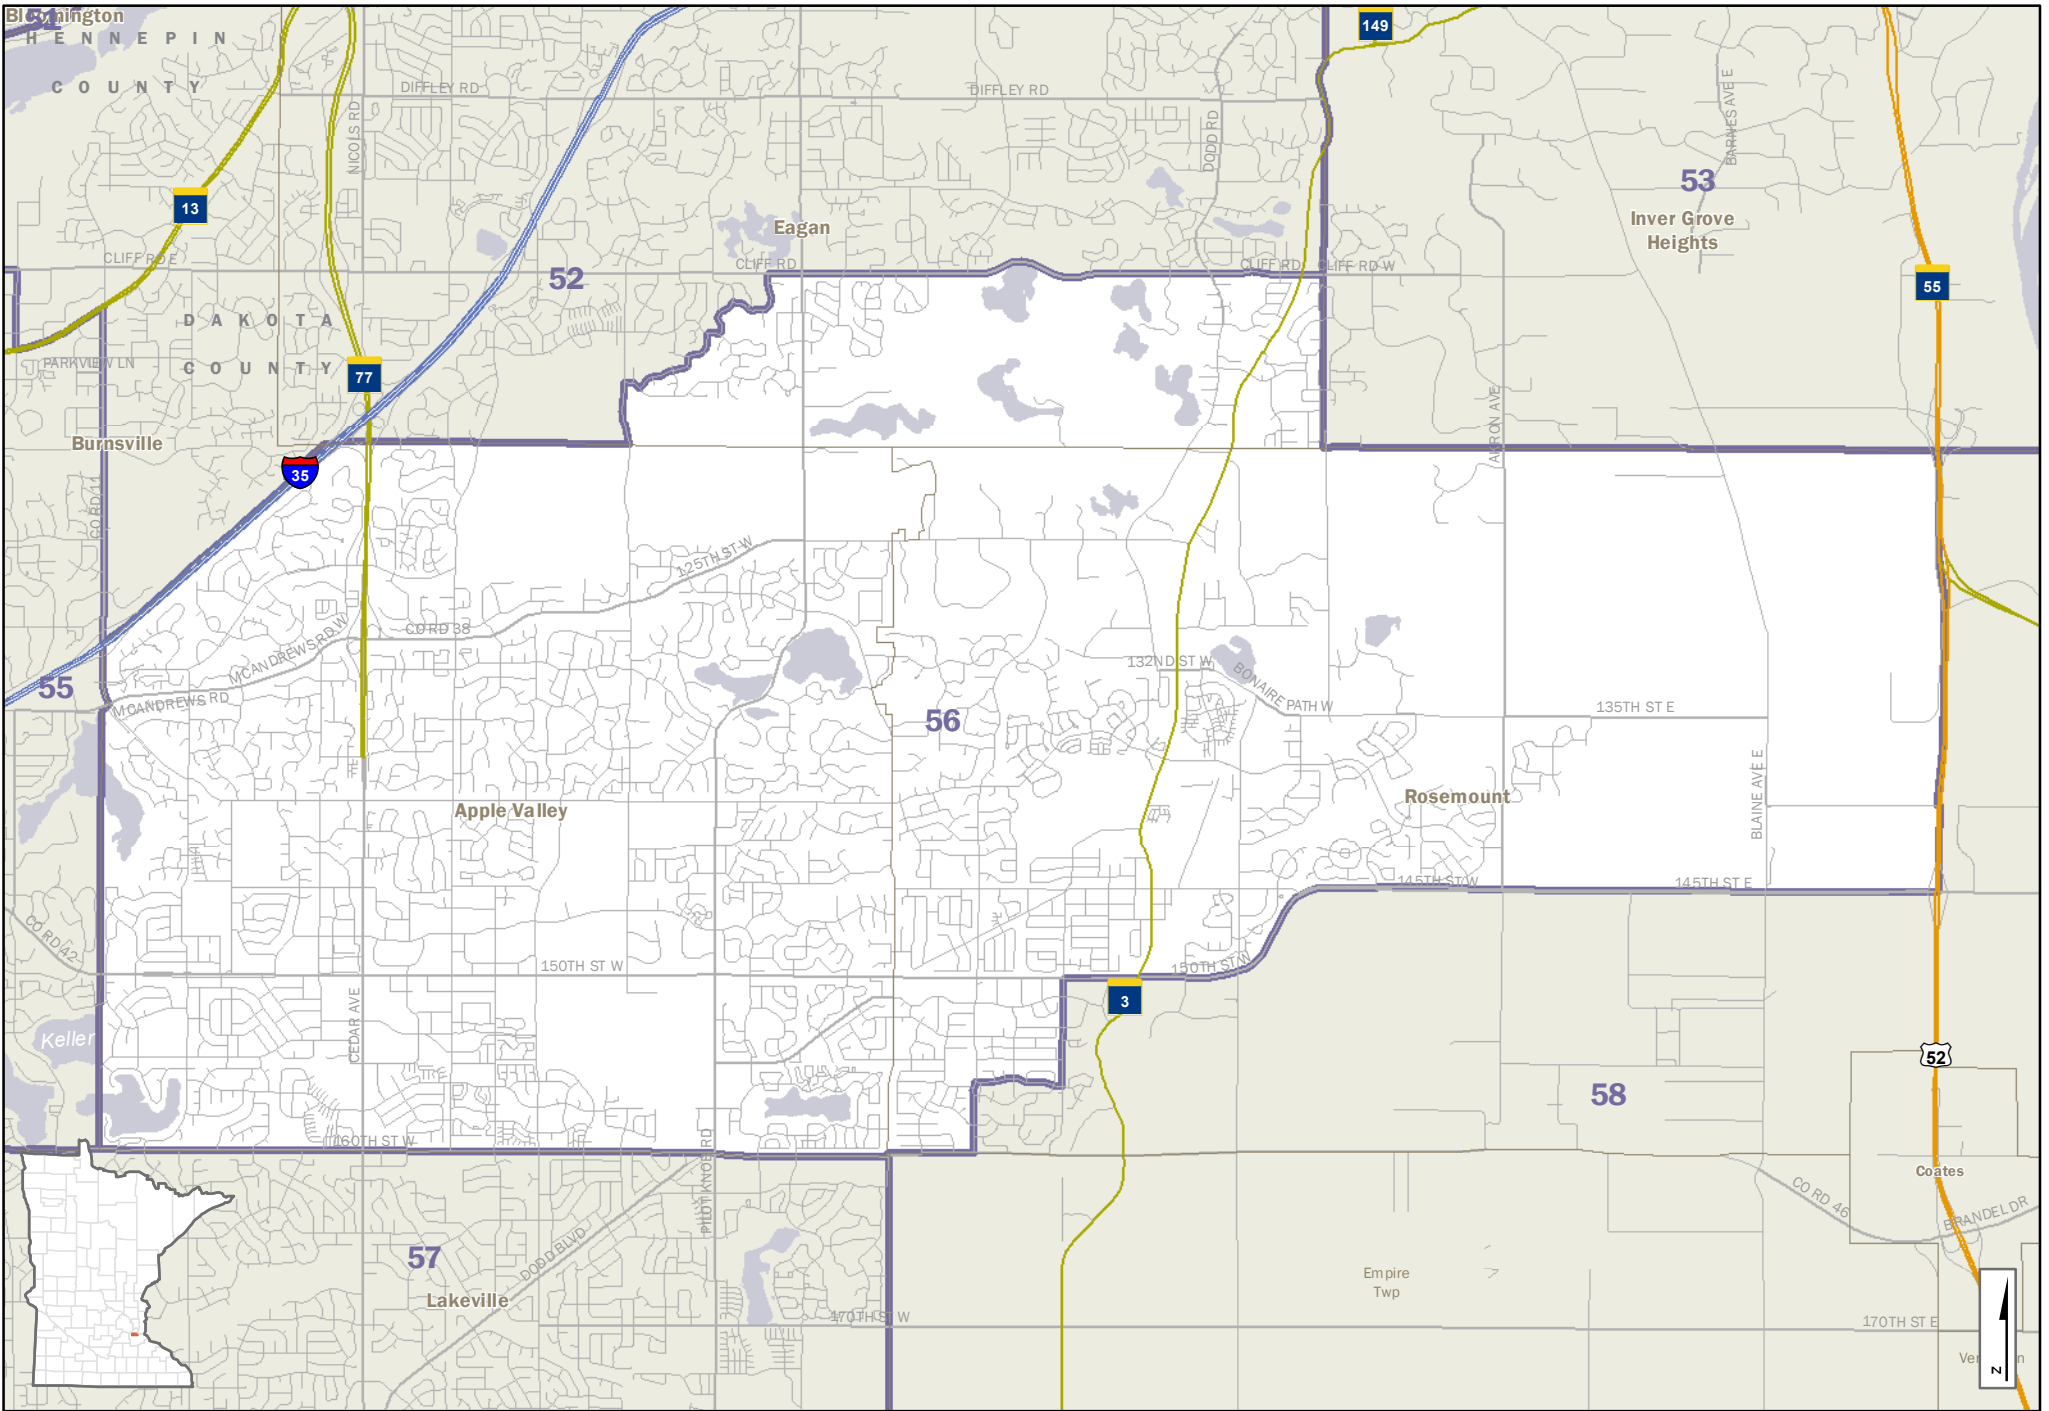 Bloomington
51
HENNEPIN
COUNTY
149
DIFFLEY RD
DIFFLEY RD
NICOLS RD
DODD RD
BARNES AVE E
53
13
Inver Grove
Heights
Eagan
CLIFF RD E
52
CLIFF RD
CLIFF RD
CLIFF RD W
55
DAKOTA
COUNTY
PARKVIEW LN
77
AKRON AVE
Burnsville
35
CO RD 11
125TH ST W
CO RD 38
MCANDREWS RD W
132ND ST W
BONAIRE PATH W
55
MCANDREWS RD
56
135TH ST E
Apple Valley
Rosemount
BLAINE AVE E
145TH ST W
145TH ST E
CO RD 42
150TH ST W
150TH ST W
3
CEDAR AVE
Keller
52
58
160TH ST W
PILOT KNOB RD
Coates
CO RD 46
BRANDEL DR
57
DODD BLVD
Lakeville
Empire
Twp
170TH ST W
170TH ST E
N